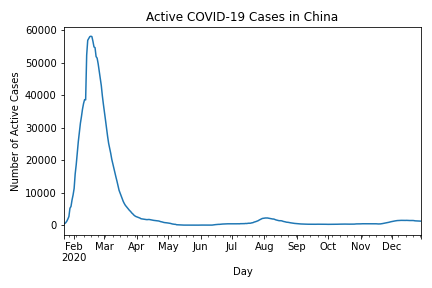 Active COVID-19 Cases in China
60000
50000
40000
30000
20000
10000
0
Number of Active Cases
Feb Mar Apr May Jun Jul Aug Sep Oct Nov Dec
2020
Day